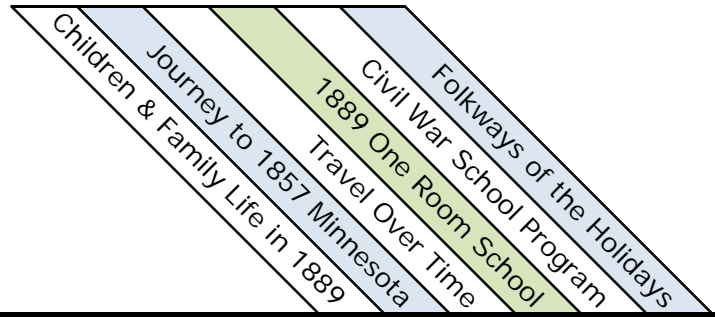 Children & Family Life in 1889
Journey to 1857 Minnesota
Travel Over Time
1889 One Room School
Civil War School Program
Folkways of the Holidays